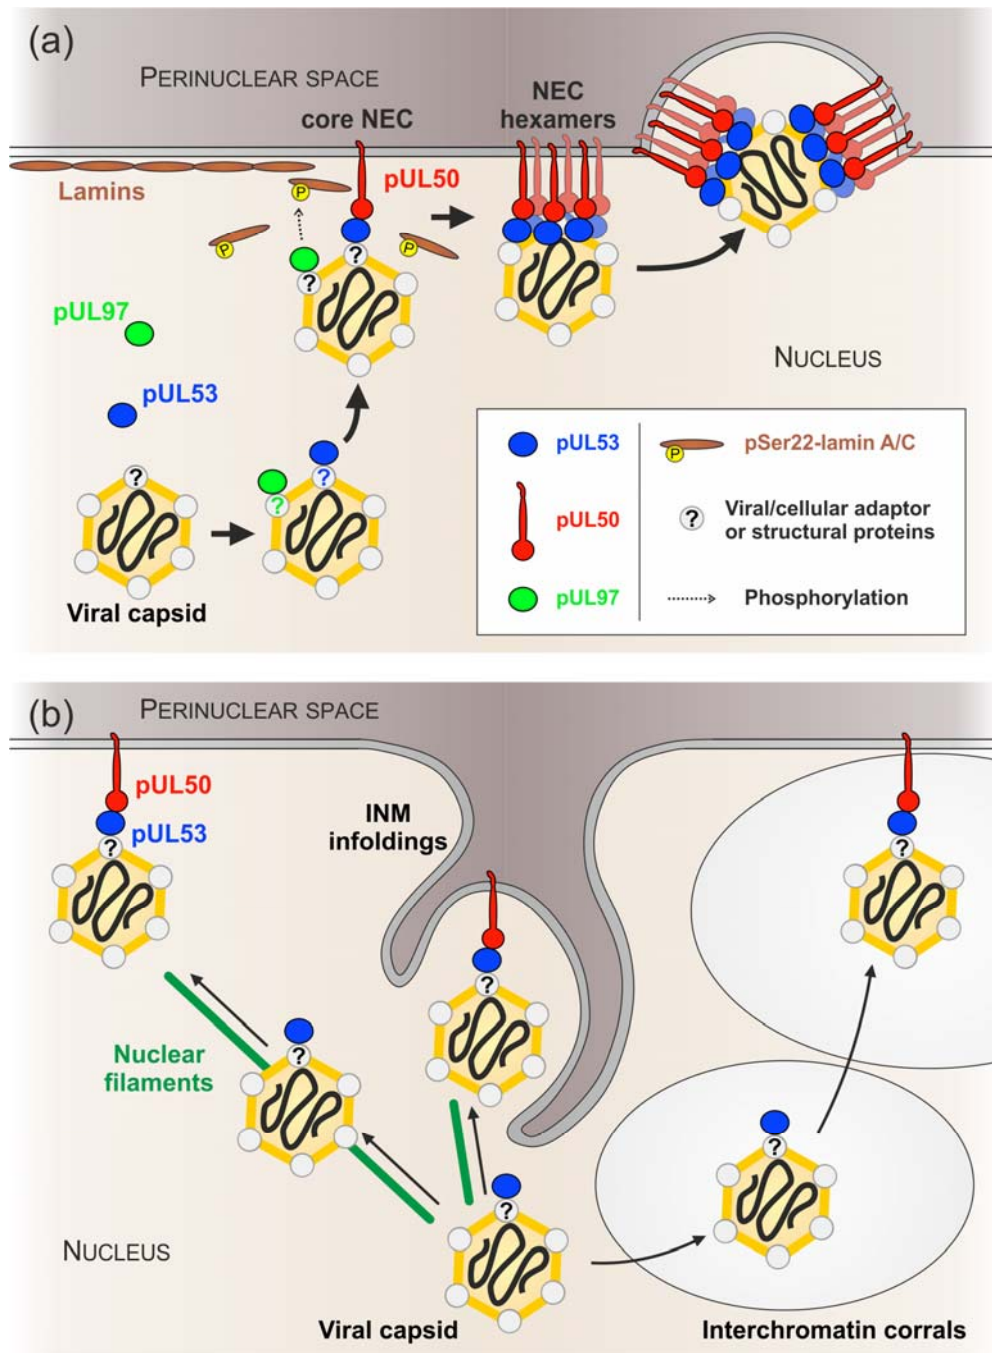 (a)
PERINUCLEAR SPACE
core NEC
NEC
hexamers
Lamins
P
pUL50
P
P
?
?
pUL97
pUL53
NUCLEUS
?
?
?
Viral capsid
pUL53
pUL50
pUL97
P
pSer22-lamin A/C
?
Viral/cellular adaptor
or structural proteins
Phosphorylation
(b)
PERINUCLEAR SPACE
pUL50
pUL53
?
INM
infoldings
?
?
Nuclear
filaments
?
?
?
NUCLEUS
Viral capsid
Interchromatin corrals